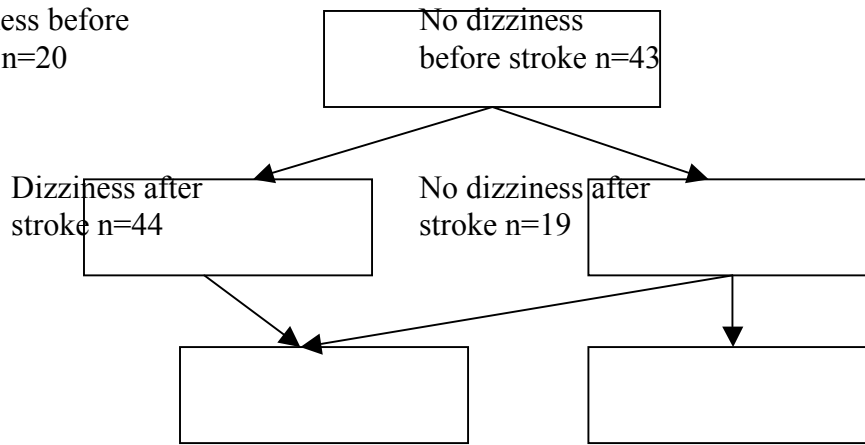 ess before
n=20
No dizziness
before stroke n=43
Dizziness after
stroke n=44
No dizziness after
stroke n=19